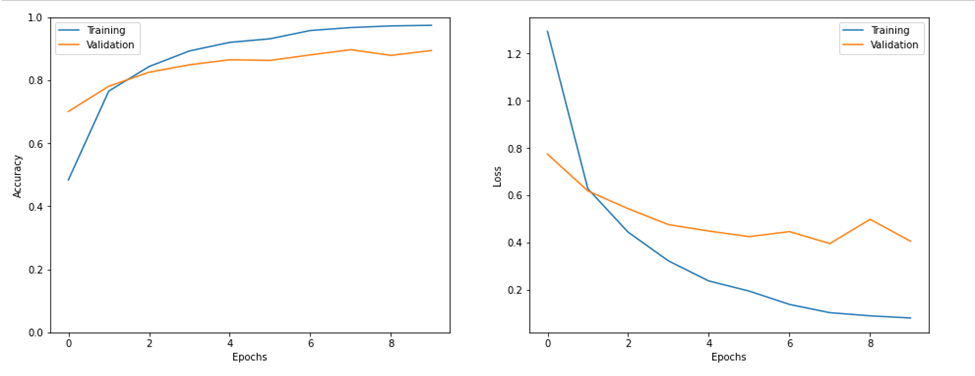 1.0
0.8
0.6
0.4
0.2
0.0
Accuracy
Training
Validation
0 2 4 6 8
Epochs
1.2
1.0
0.8
0.6
0.4
0.2
Loss
Training
Validation
0 2 4 6 8
Epochs